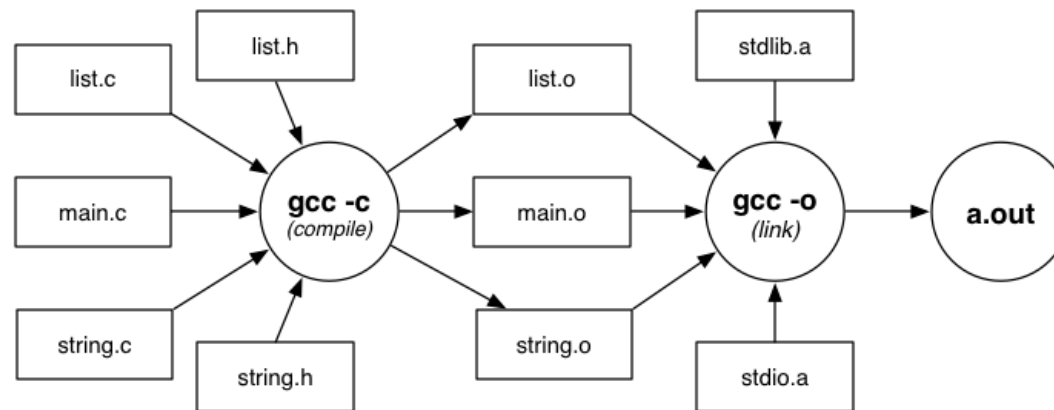 list.h
stdlib.a
list.c
list.o
gcc -c
(compile)
gcc -o
(link)
main.c
main.o
a.out
string.c
string.o
string.h
stdio.a